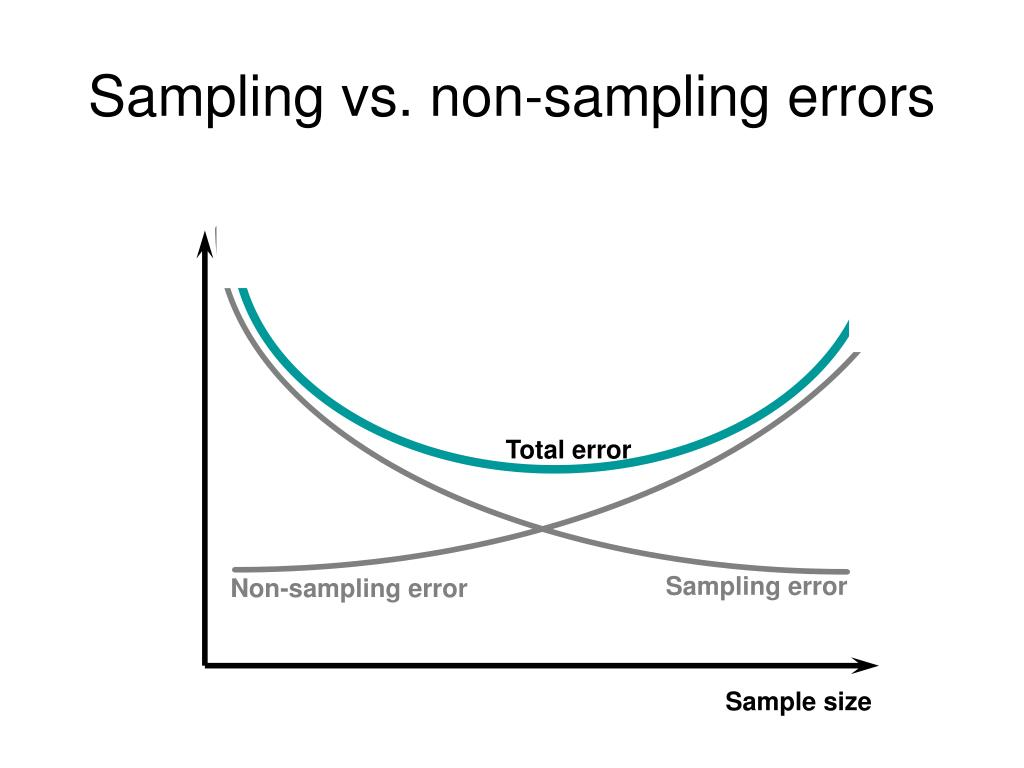 Sampling vs. non-sampling errors
Total error
Non-sampling error
Sampling error
Sample size